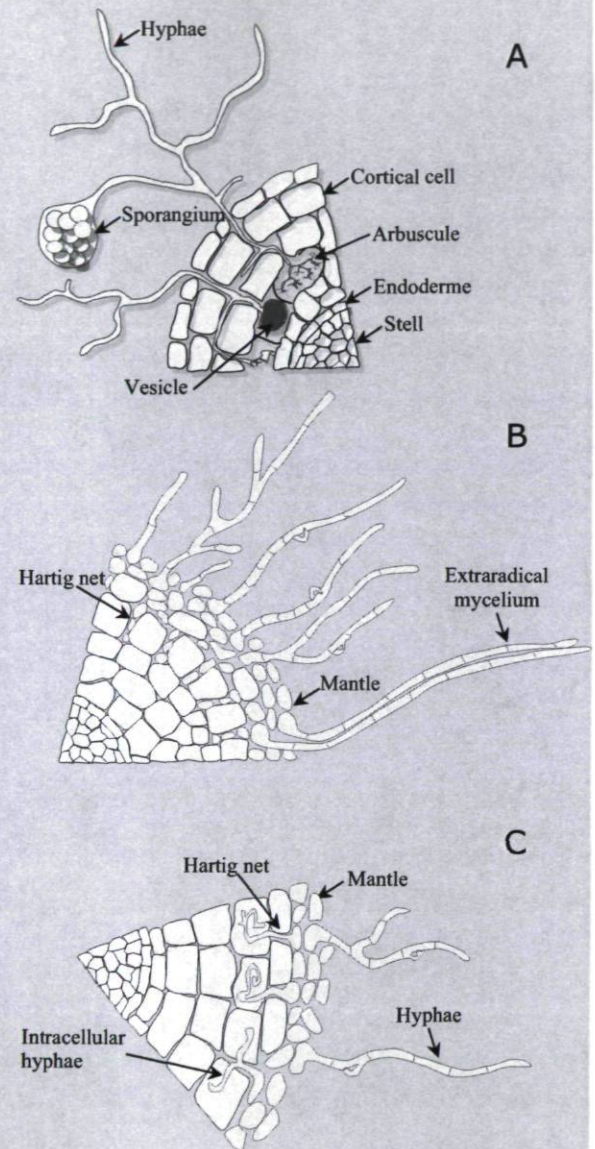 Hyphae
A
Cortical cell
Sporangium
Arbuscule
Endoderme
Stell
Vesicle
B
Hartig net
Extraradical
mycelium
Mantle
C
Hartig net
Mantle
Hyphae
Intracellular
hyphae